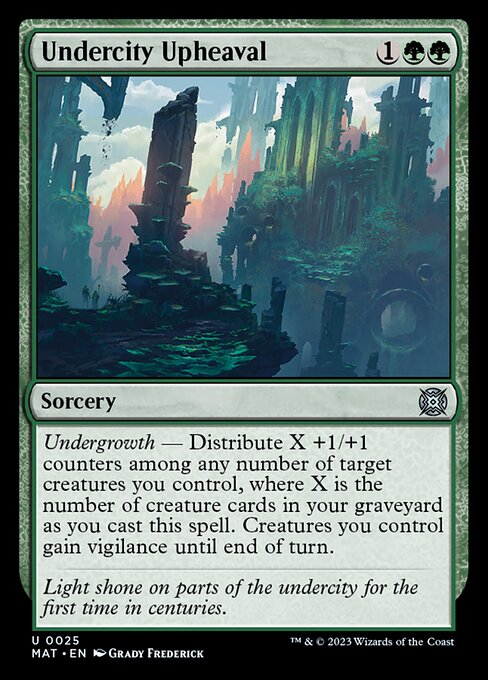 Undercity Upheaval 1
Sorcery
Undergrowth — Distribute X +1/+1
counters among any number of target
creatures you control, where X is the
number of creature cards in your graveyard
as you cast this spell. Creatures you control
gain vigilance until end of turn.
Light shone on parts of the undercity for the
first time in centuries.
U 0025
MAT • EN Grady Frederick
™ & © 2023 Wizards of the Coast